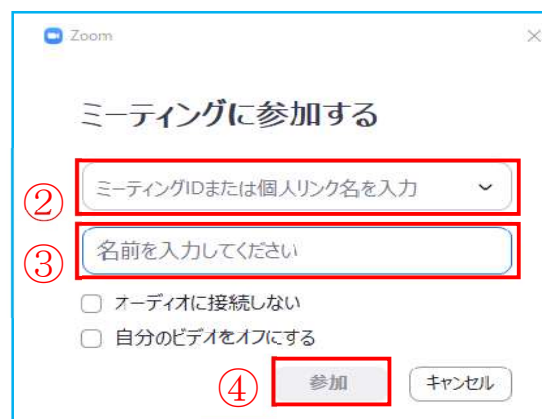 Zoom
ミーティングに参加する
② ミーティングIDまたは個人リンク名を入力
③ 名前を入力してください
オーディオに接続しない
自分のビデオをオフにする
④ 参加 キャンセル